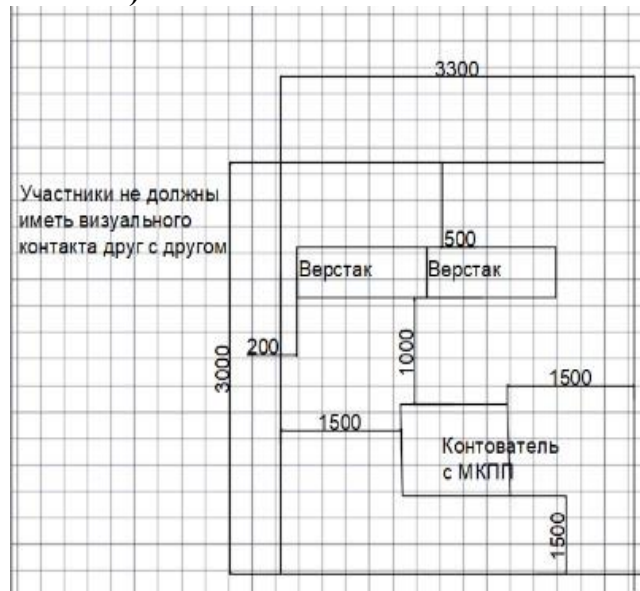 )
3300
Участники не должны
иметь визуального
контакта друг с другом
500
Верстак
Верстак
200
3000
1000
1500
1500
Контователь
с МКПП
1500